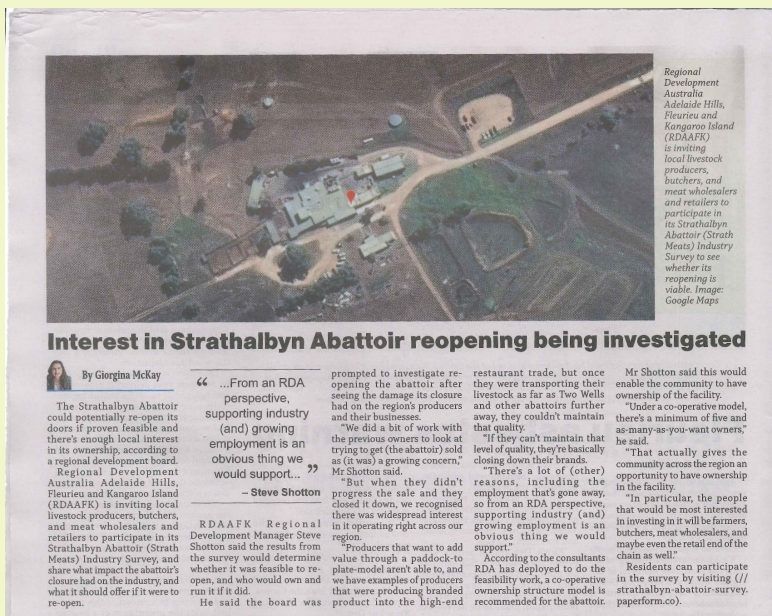 Regional
Development
Australia
Adelaide Hills,
Fleurieu and
Kangaroo Island
(RDAAFK)
is inviting
local livestock
producers,
butchers, and
meat wholesalers
and retailers to
participate in
its Strathalbyn
Abattoir (Strath
Meats) Industry
Survey to see
whether its
reopening is
viable. Image:
Google Maps
Interest in Strathalbyn Abattoir reopening being investigated
By Giorgina McKay
The Strathalbyn Abattoir
could potentially re-open its
doors if proven feasible and
there's enough local interest
in its ownership, according to
a regional development board.
Regional Development
Australia Adelaide Hills,
Fleurieu and Kangaroo Island
(RDAAFK) is inviting local
livestock producers, butchers,
and meat wholesalers and
retailers to participate in its
Strathalbyn Abattoir (Strath
Meats) Industry Survey, and
share what impact the abattoir's
closure had on the industry, and
what it should offer if it were to
re-open.
“ ...From an RDA
perspective,
supporting industry
(and) growing
employment is an
obvious thing we
would support... ”
– Steve Shotton
RDAAFK Regional
Development Manager Steve
Shotton said the results from
the survey would determine
whether it was feasible to re-
open, and who would own and
run it if it did.
He said the board was
prompted to investigate re-
opening the abattoir after
seeing the damage its closure
had on the region's producers
and their businesses.
“We did a bit of work with
the previous owners to look at
trying to get (the abattoir) sold
as (it was) a growing concern,”
Mr Shotton said.
“But when they didn't
progress the sale and they
closed it down, we recognised
there was widespread interest
in it operating right across our
region.
“Producers that want to add
value through a paddock-to
plate-model aren't able to, and
we have examples of producers
that were producing branded
product into the high-end
restaurant trade, but once
they were transporting their
livestock as far as Two Wells
and other abattoirs further
away, they couldn't maintain
that quality.
“If they can't maintain that
level of quality, they're basically
closing down their brands.
“There's a lot of (other)
reasons, including the
employment that's gone away,
so from an RDA perspective,
supporting industry (and)
growing employment is an
obvious thing we would
support.”
According to the consultants
RDA has deployed to do the
feasibility work, a co-operative
ownership structure model is
recommended for the abattoir.
Mr Shotton said this would
enable the community to have
ownership of the facility.
“Under a co-operative model,
there's a minimum of five and
as-many-as-you-want owners,”
he said.
“That actually gives the
community across the region an
opportunity to have ownership
in the facility.
“In particular, the people
that would be most interested
in investing in it will be farmers,
butchers, meat wholesalers, and
maybe even the retail end of the
chain as well.”
Residents can participate
in the survey by visiting (//
strathalbyn-abattoir-survey.
paperform.co).